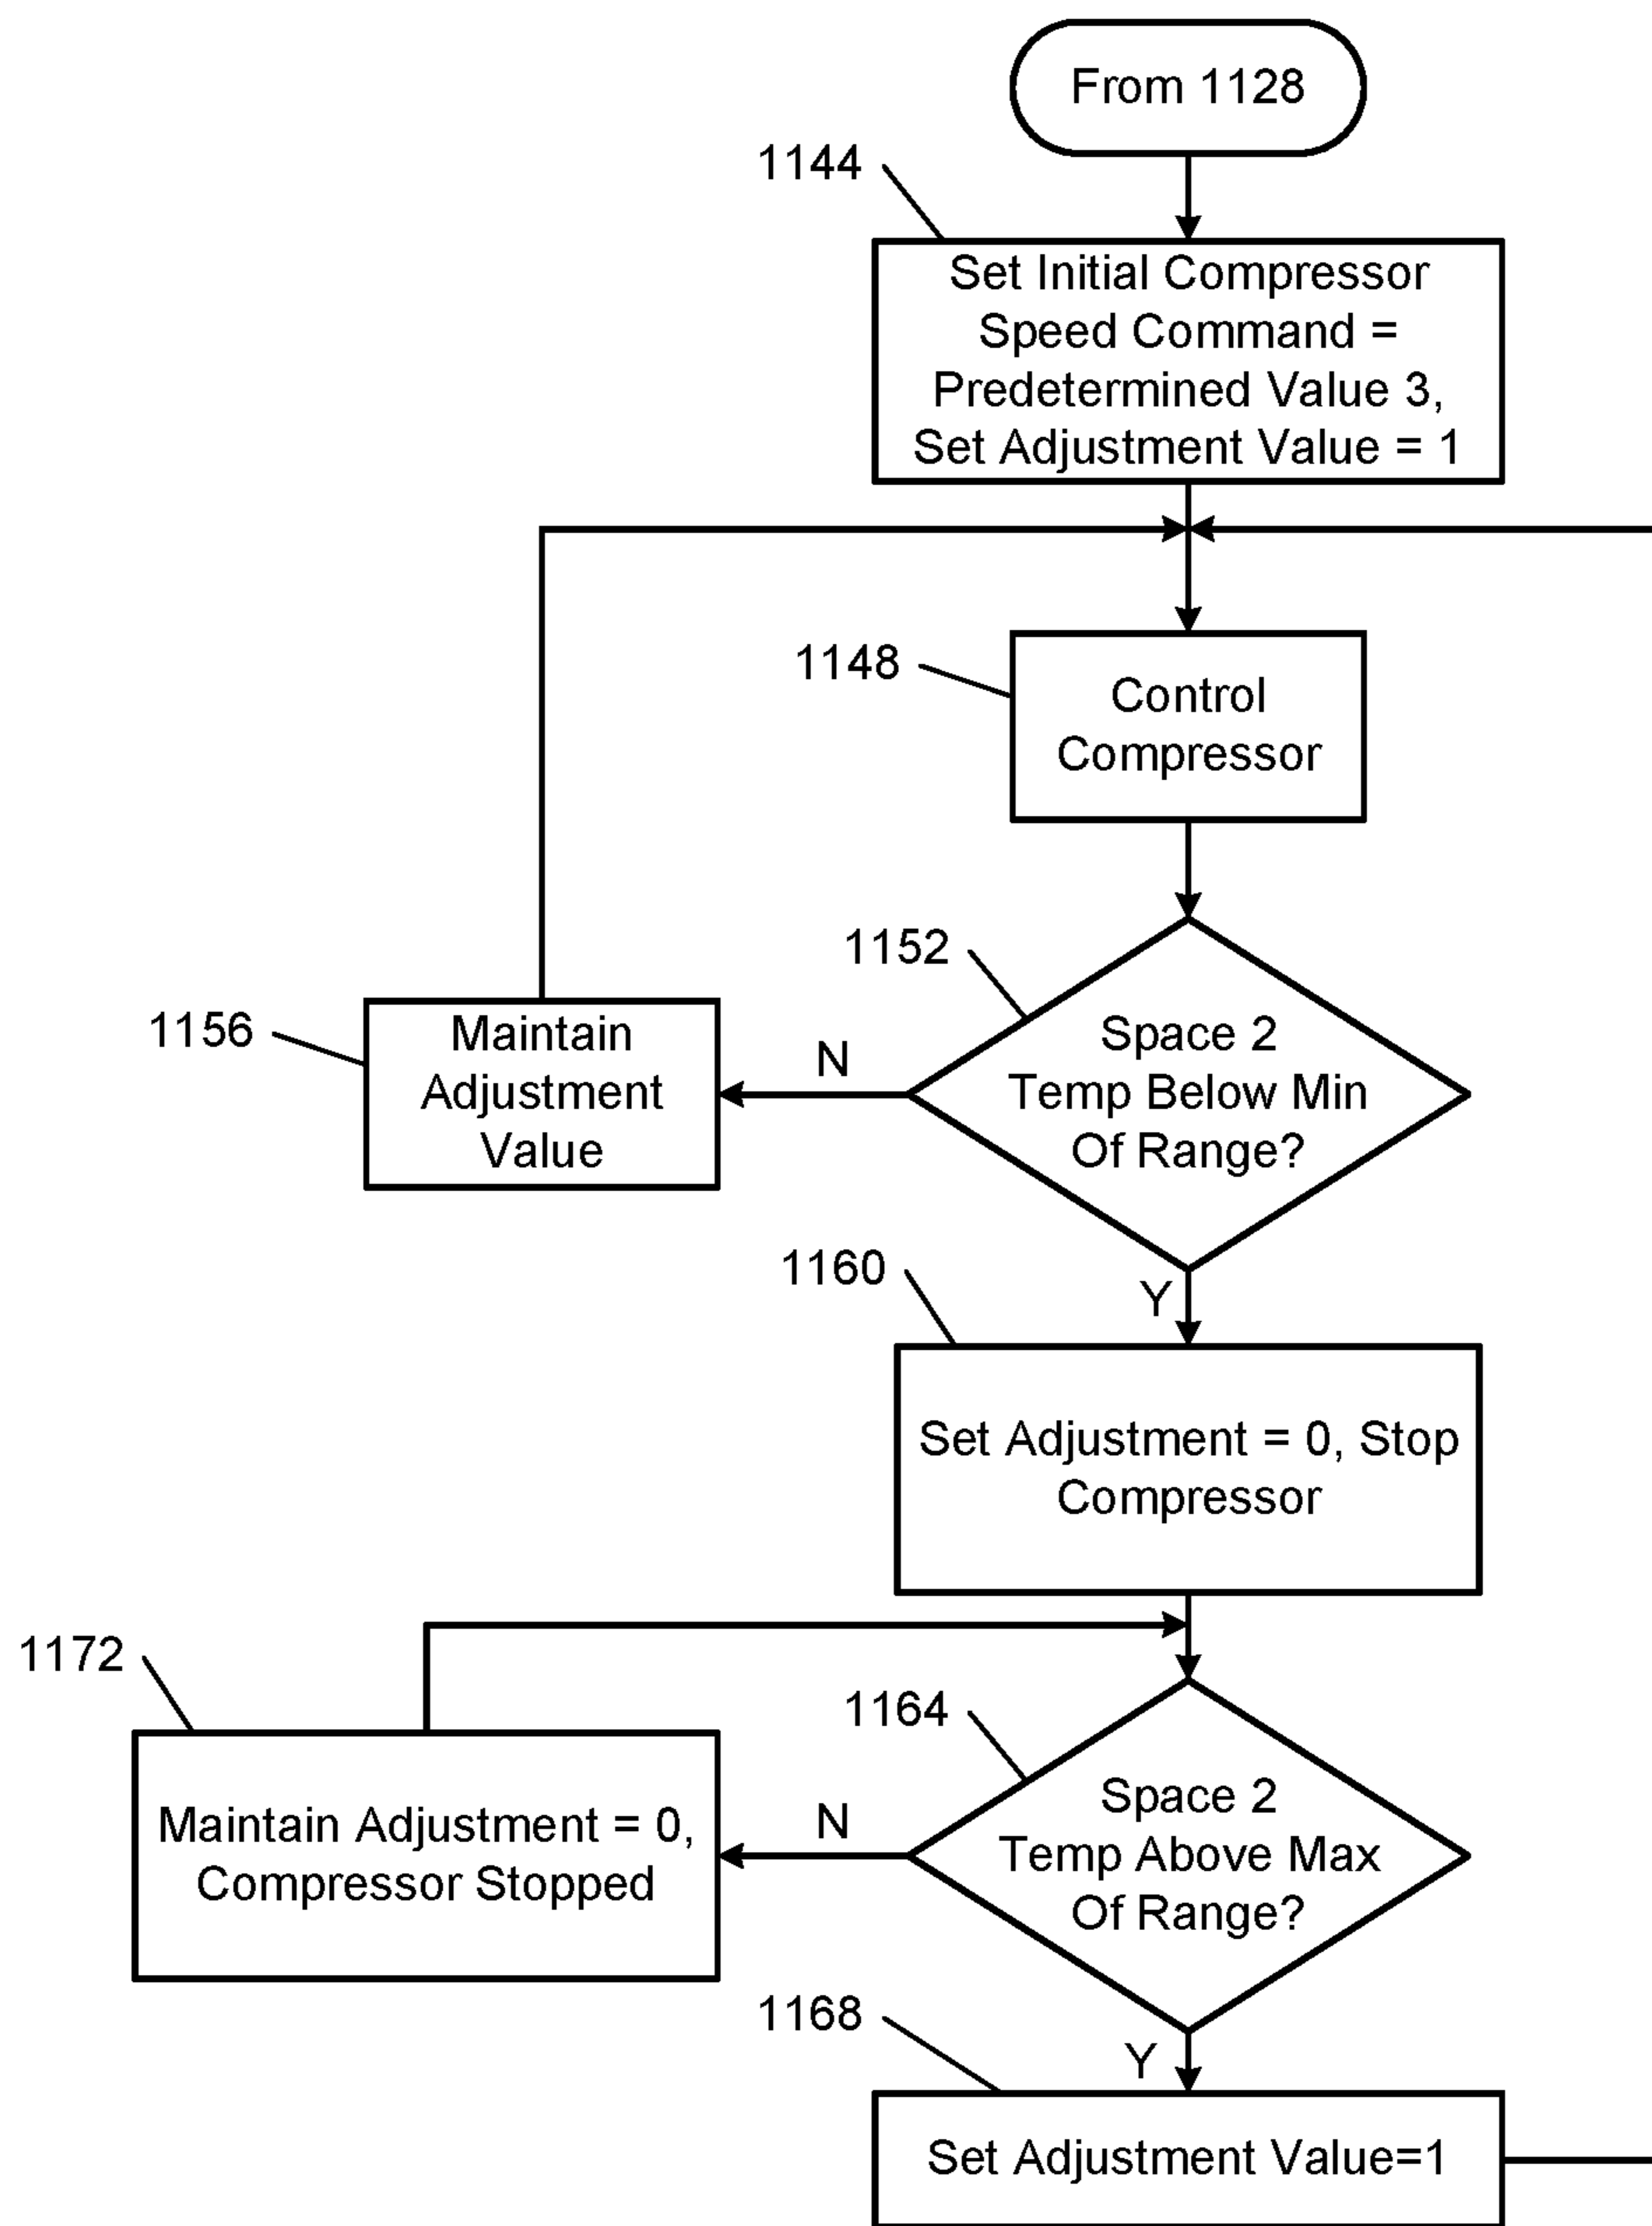 From 1128
1144
Set Initial Compressor
Speed Command =
Predetermined Value 3,
Set Adjustment Value = 1
1148
Control
Compressor
1152
Space 2
Temp Below Min
Of Range?
N
1156
Maintain
Adjustment
Value
Y
1160
Set Adjustment = 0, Stop
Compressor
1164
Space 2
Temp Above Max
Of Range?
N
1172
Maintain Adjustment = 0,
Compressor Stopped
Y
1168
Set Adjustment Value=1